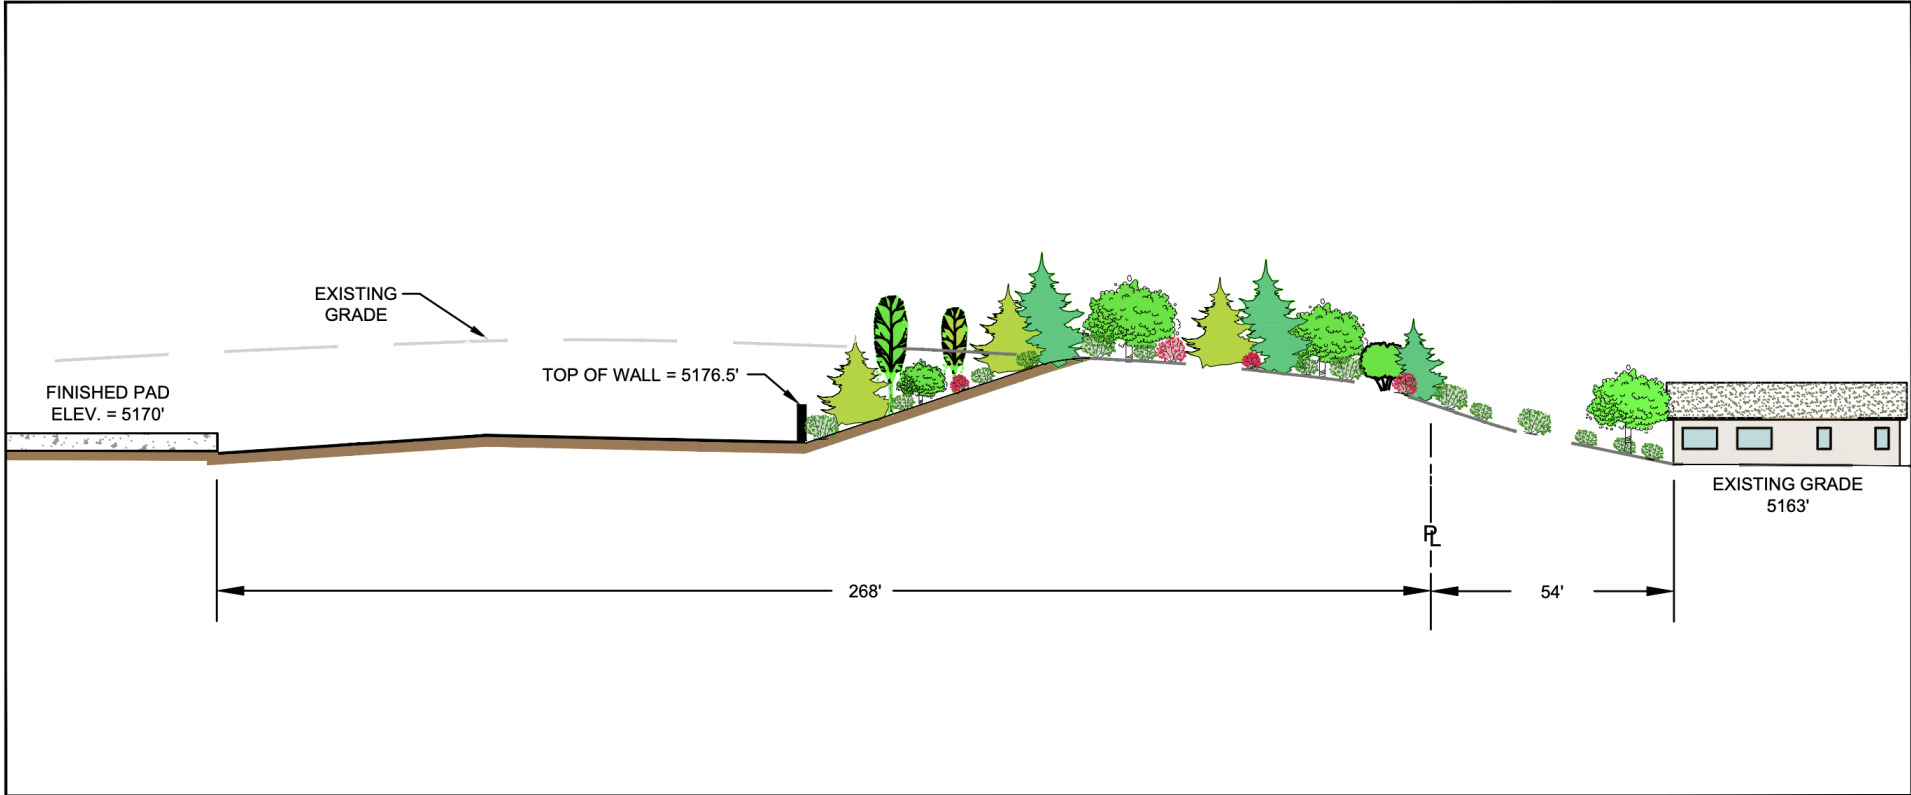 EXISTING
GRADE
FINISHED PAD
ELEV. = 5170'
TOP OF WALL = 5176.5'
EXISTING GRADE
5163'
PL
268'
54'